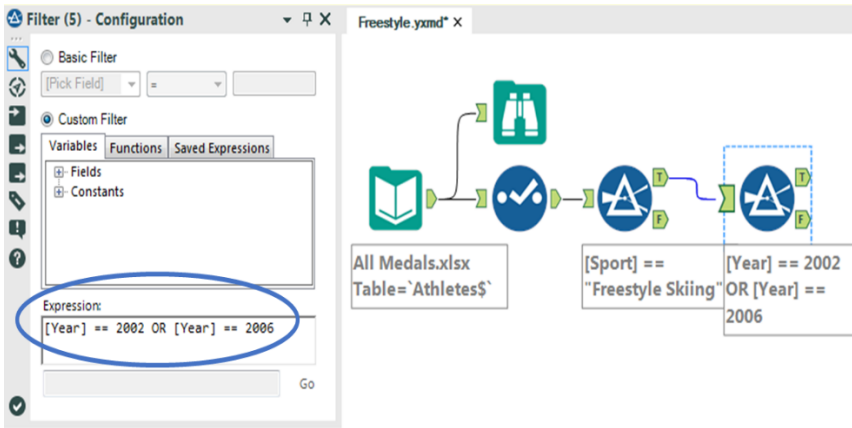 Filter (5) - Configuration
Basic Filter
[Pick Field]
=
Custom Filter
Variables
Functions
Saved Expressions
Fields
Constants
Expression:
[Year] == 2002 OR [Year] == 2006
Go
Freestyle.yxmd*
All Medals.xlsx
Table=`Athletes$`
T
F
[Sport] ==
"Freestyle Skiing"
T
F
[Year] == 2002
OR [Year] ==
2006